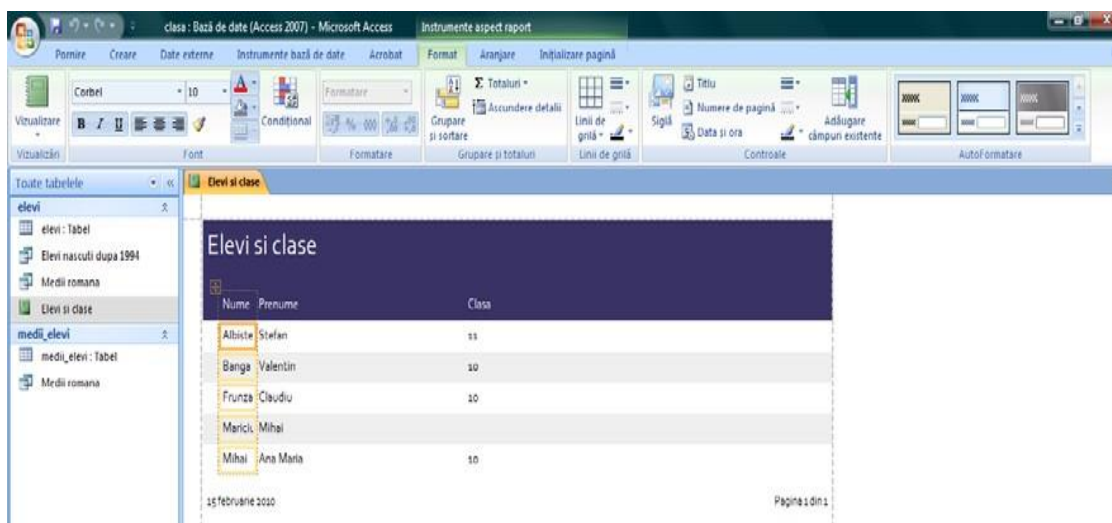 clasa : Bază de date (Access 2007) - Microsoft Access Instrumente aspect raport
Pornire Creare Date externe Instrumente bază de date Acrobat Format Aranjare Inițializare pagină
Vizualizare
Vizualizări
Corbel 10
B I U
Font
Condițional
Formatare
Formatare
Grupare și sortare
Σ Totaluri
Ascundere detalii
Grupare și totaluri
Linii de grilă
Linii de grilă
Siglă
Titlu
Numere de pagină
Data și ora
Adăugare câmpuri existente
Controale
AutoFormatare
Toate tabelele
elevi
elevi : Tabel
Elevi nascuti dupa 1994
Medii romana
Elevi si clase
medii_elevi
medii_elevi : Tabel
Medii romana
Elevi si clase
Elevi si clase
Nume Prenume Clasa
Albiste Stefan 11
Banga Valentin 10
Frunza Claudiu 10
Mihai
Mihai Ana Maria 10
15 februarie 2010 Pagina 1 din 1